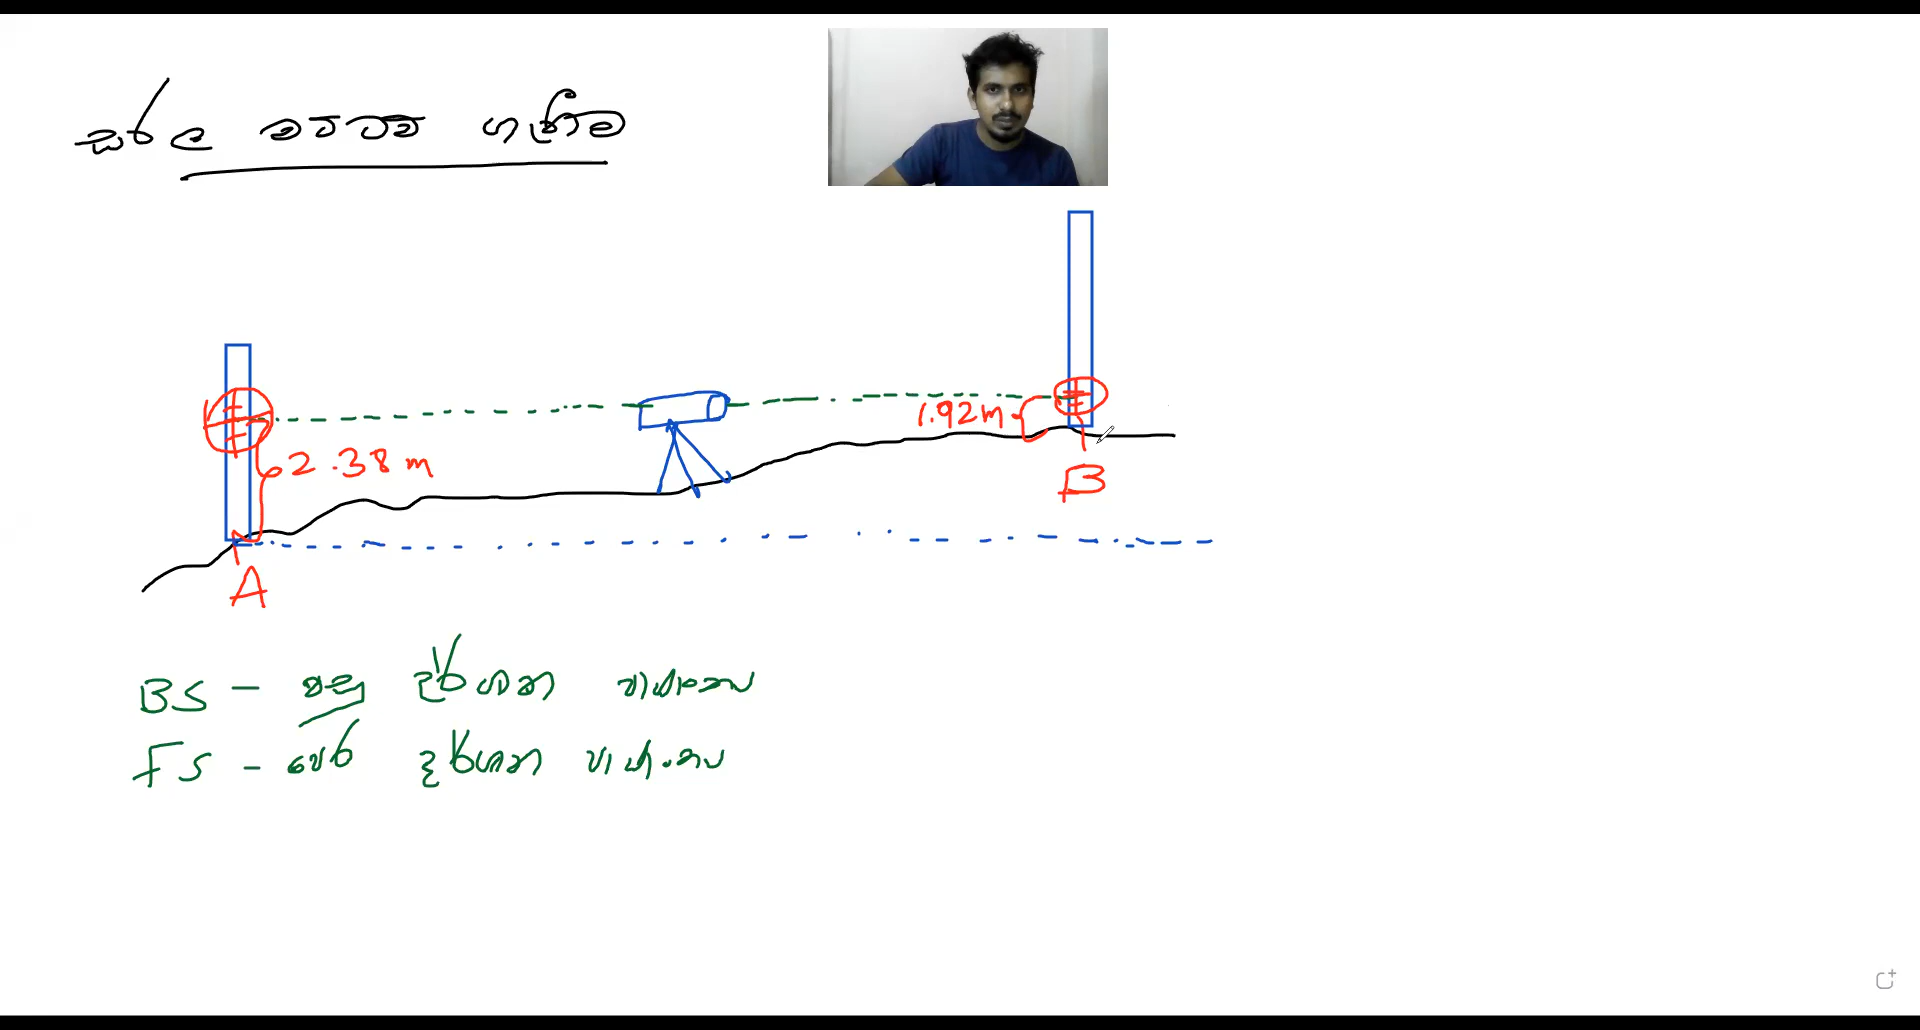 සරල මට්ටම් ගැනීම
1.92m
2.38 m
B
A
BS - පසු දර්ශන පාඨාංකය
FS - පෙර දර්ශන පාඨාංකය